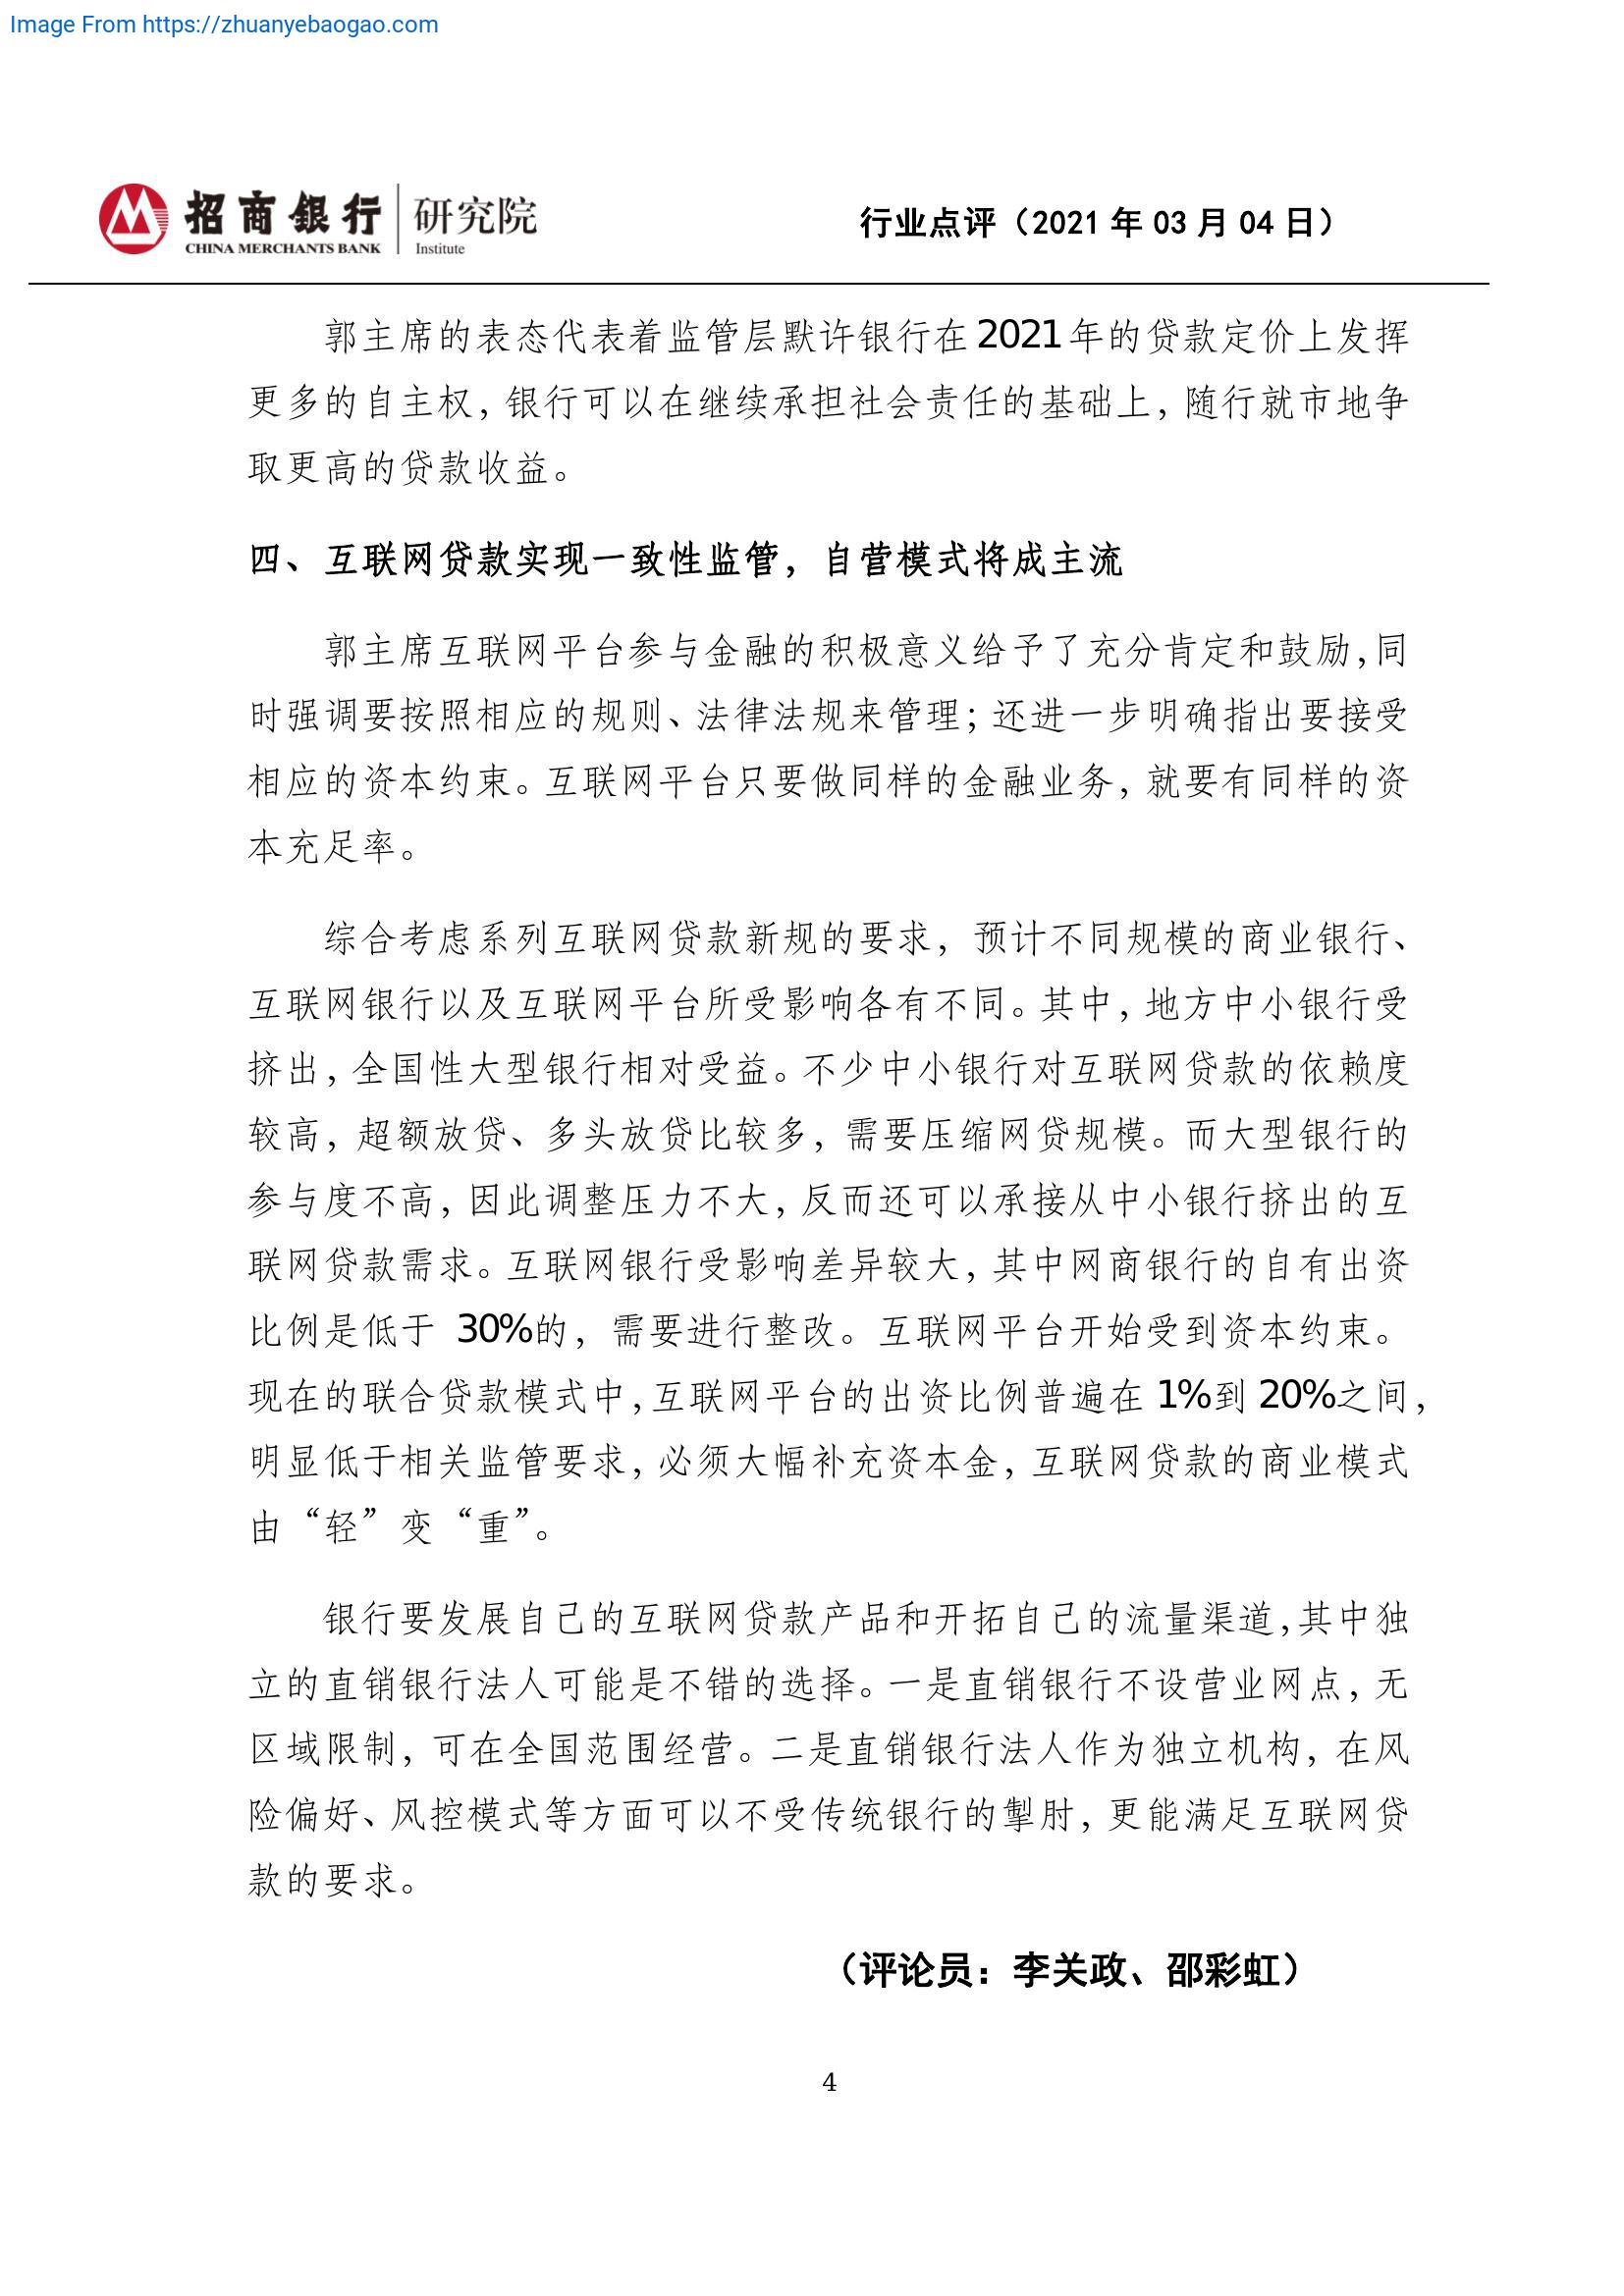 Image From https://zhuanyebaogao.com
招商銀行 研究院
CHINA MERCHANTS BANK Institute
行业点评（2021 年 03 月 04 日）
郭主席的表态代表着监管层默许银行在 2021 年的贷款定价上发挥
更多的自主权，银行可以在继续承担社会责任的基础上，随行就市地争
取更高的贷款收益。
四、互联网贷款实现一致性监管，自营模式将成主流
郭主席互联网平台参与金融的积极意义给予了充分肯定和鼓励，同
时强调要按照相应的规则、法律法规来管理；还进一步明确指出要接受
相应的资本约束。互联网平台只要做同样的金融业务，就要有同样的资
本充足率。
综合考虑系列互联网贷款新规的要求，预计不同规模的商业银行、
互联网银行以及互联网平台所受影响各有不同。其中，地方中小银行受
挤出，全国性大型银行相对受益。不少中小银行对互联网贷款的依赖度
较高，超额放贷、多头放贷比较多，需要压缩网贷规模。而大型银行的
参与度不高，因此调整压力不大，反而还可以承接从中小银行挤出的互
联网贷款需求。互联网银行受影响差异较大，其中网商银行的自有出资
比例是低于 30%的，需要进行整改。互联网平台开始受到资本约束。
现在的联合贷款模式中，互联网平台的出资比例普遍在 1%到 20%之间，
明显低于相关监管要求，必须大幅补充资本金，互联网贷款的商业模式
由“轻”变“重”。
银行要发展自己的互联网贷款产品和开拓自己的流量渠道，其中独
立的直销银行法人可能是不错的选择。一是直销银行不设营业网点，无
区域限制，可在全国范围经营。二是直销银行法人作为独立机构，在风
险偏好、风控模式等方面可以不受传统银行的掣肘，更能满足互联网贷
款的要求。
（评论员：李关政、邵彩虹）
4